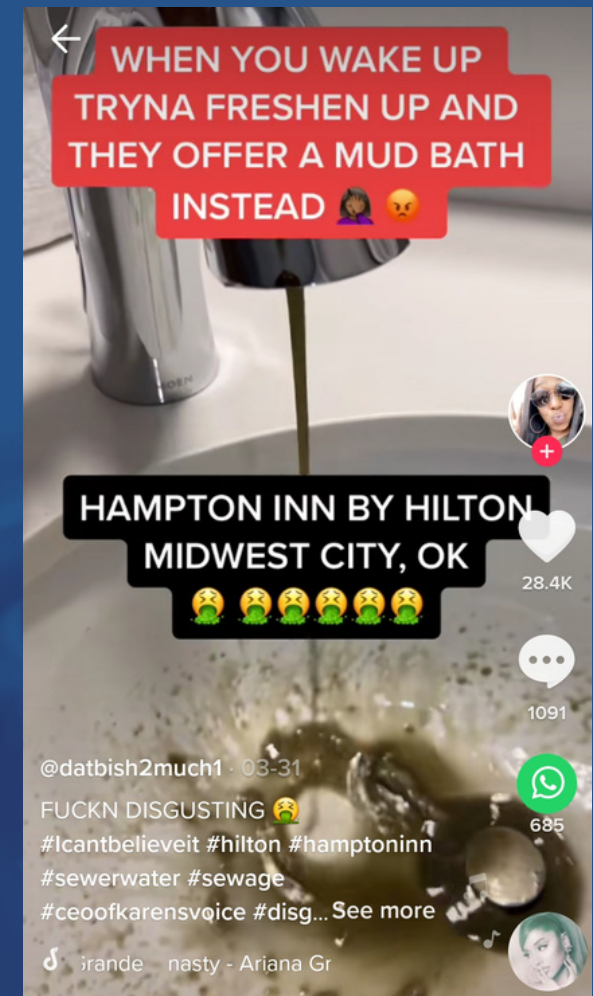 WHEN YOU WAKE UP
TRYNA FRESHEN UP AND
THEY OFFER A MUD BATH
INSTEAD 🤦🏾‍♀️ 😡
MOEN
HAMPTON INN BY HILTON
MIDWEST CITY, OK
🤮 🤮🤮🤮🤮
28.4K
1091
685
@datbish2much1 · 03-31
FUCKN DISGUSTING 🤮
#Icantbelieveit #hilton #hamptoninn
#sewerwater #sewage
#ceoofkarensvoice #disg... See more
irande nasty - Ariana Gr